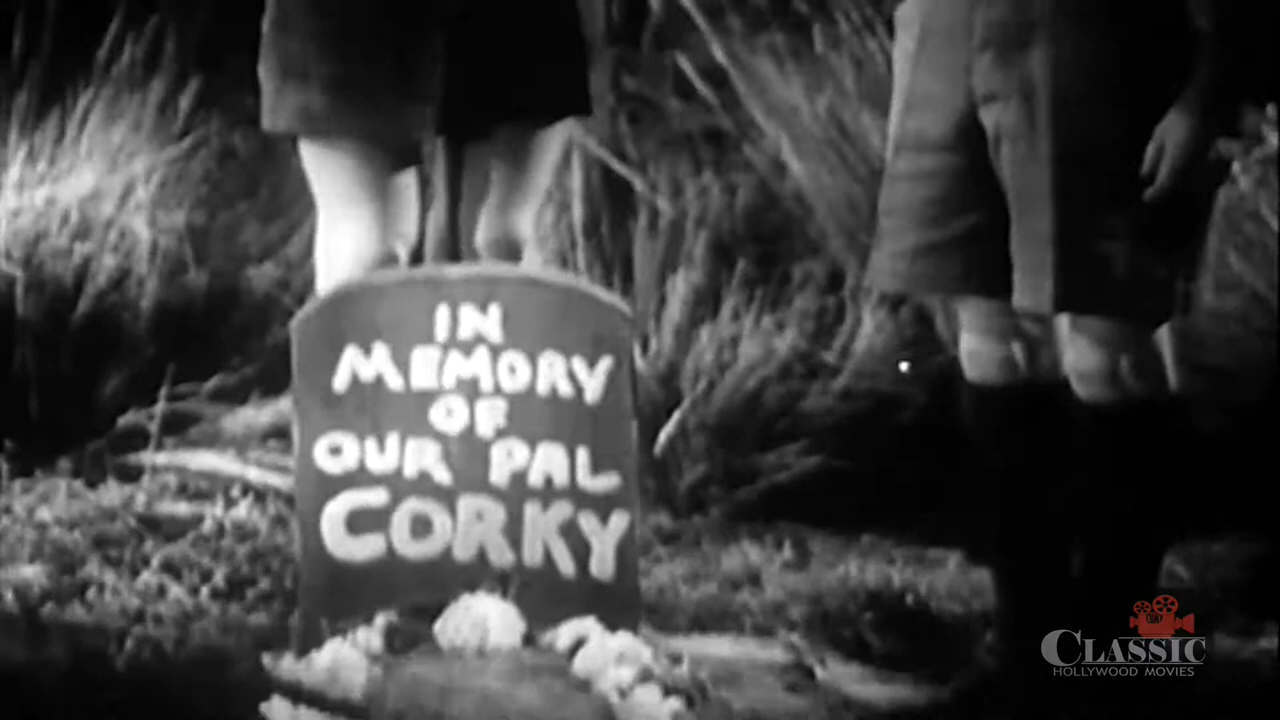 IN
MEMORY
OF
OUR PAL
CORKY
CLASSIC
HOLLYWOOD MOVIES